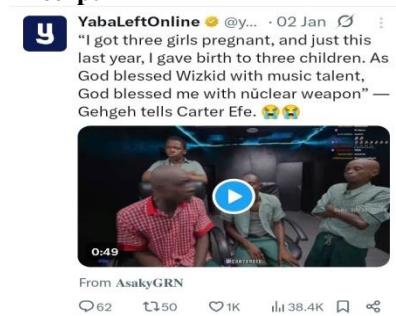 YabaLeftOnline @y... · 02 Jan
“I got three girls pregnant, and just this
last year, I gave birth to three children. As
God blessed Wizkid with music talent,
God blessed me with nŭclear weapon” —
Gehgeh tells Carter Efe. 😭😭
0:49
From AsakyGRN
62 50 1K 38.4K